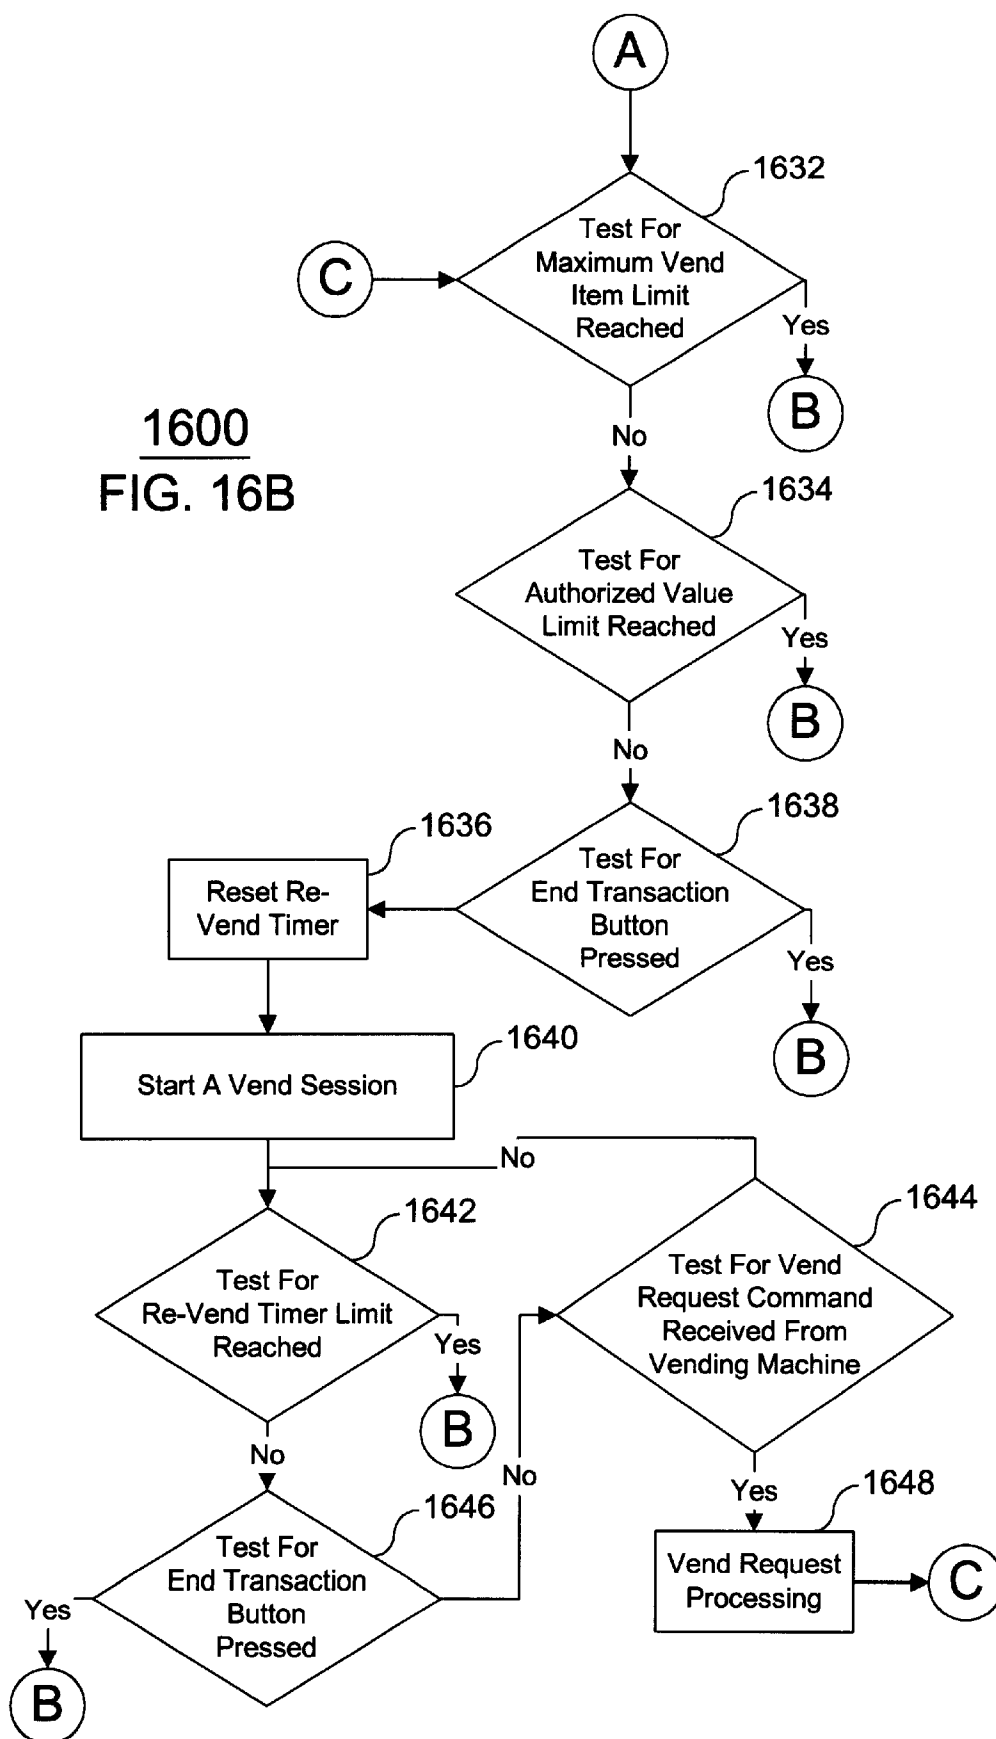 A
1632
Test For
Maximum Vend
Item Limit
Reached
C
Yes
B
No
1600
FIG. 16B
1634
Test For
Authorized Value
Limit Reached
Yes
B
No
1638
Test For
End Transaction
Button
Pressed
Yes
B
1636
Reset Re-
Vend Timer
1640
Start A Vend Session
No
1642
Test For
Re-Vend Timer Limit
Reached
Yes
B
No
1644
Test For Vend
Request Command
Received From
Vending Machine
No
Yes
1646
Test For
End Transaction
Button
Pressed
Yes
B
1648
Vend Request
Processing
C